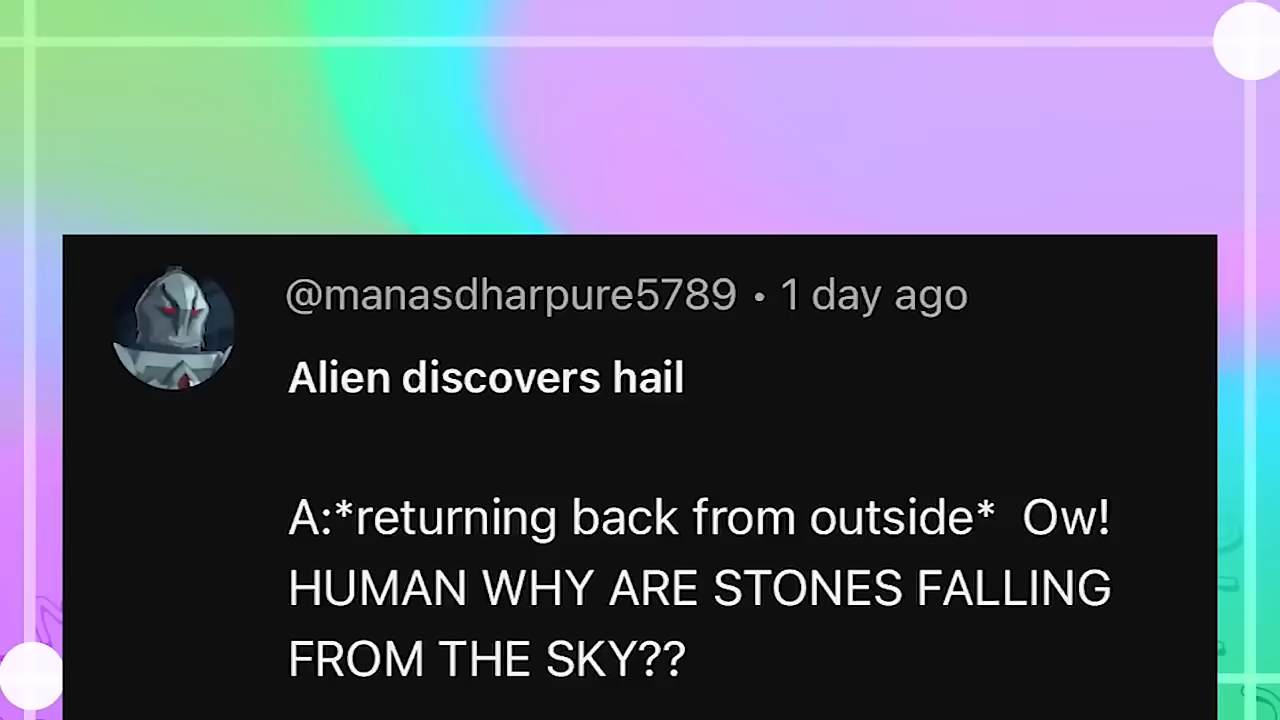 @manasdharpure5789 • 1 day ago
Alien discovers hail
A:*returning back from outside*  Ow!
HUMAN WHY ARE STONES FALLING
FROM THE SKY??